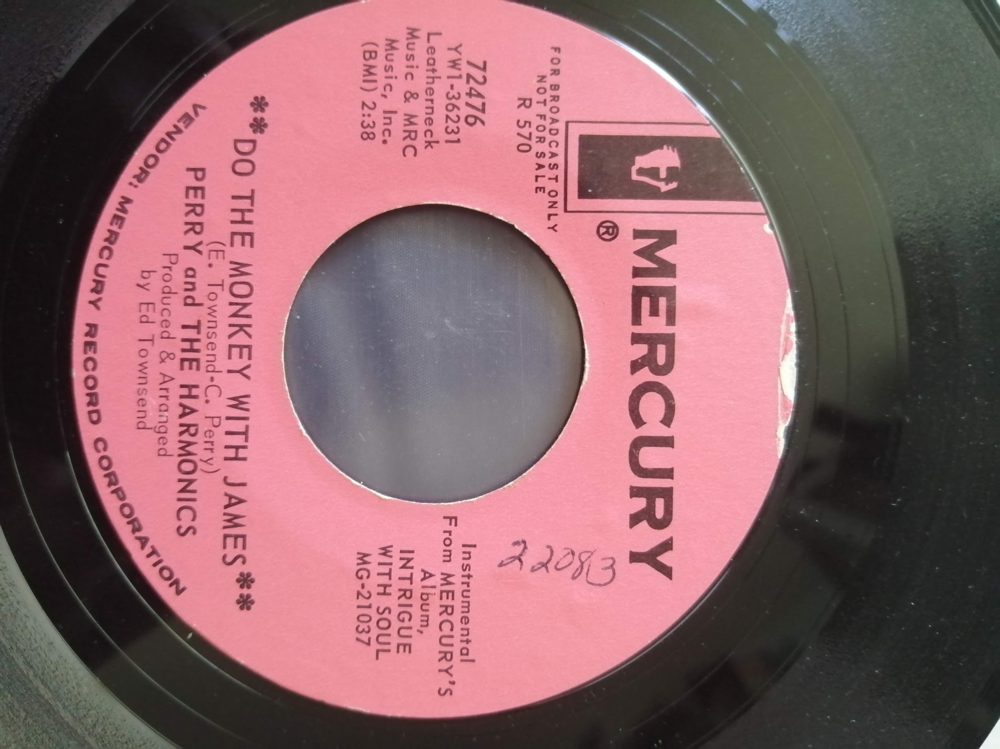 MERCURY
®
FOR BROADCAST ONLY
NOT FOR SALE
R 570
72476
YW1-36231
Leatherneck
Music & MRC
Music, Inc.
(BMI) 2:38
22083
Instrumental
From MERCURY'S
Album,
INTRIGUE
WITH SOUL
MG-21037
**DO THE MONKEY WITH JAMES**
(E. Townsend-C. Perry)
PERRY and THE HARMONICS
Produced & Arranged
by Ed Townsend
VENDOR: MERCURY RECORD CORPORATION